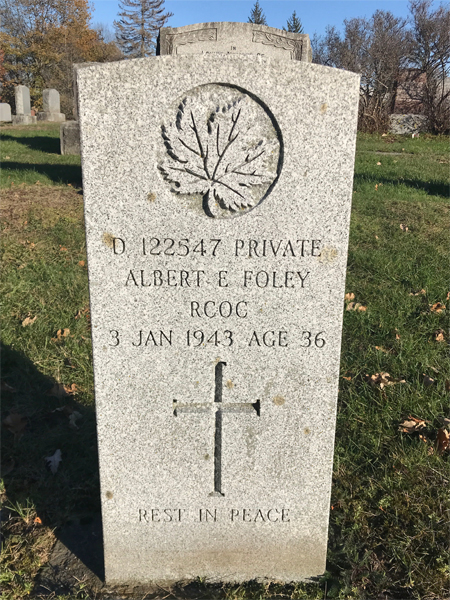 D 122547 PRIVATE
ALBERT E FOLEY
RCOC
3 JAN 1943 AGE 36
REST IN PEACE